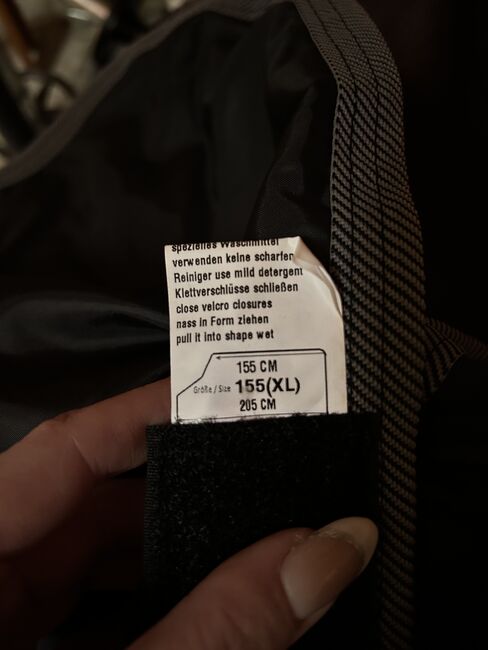 spezielles Waschmittel
verwenden keine scharfen
Reiniger use mild detergent
Klettverschlüsse schließen
close velcro closures
nass in Form ziehen
pull it into shape wet
155 CM
Größe / Size 155(XL)
205 CM